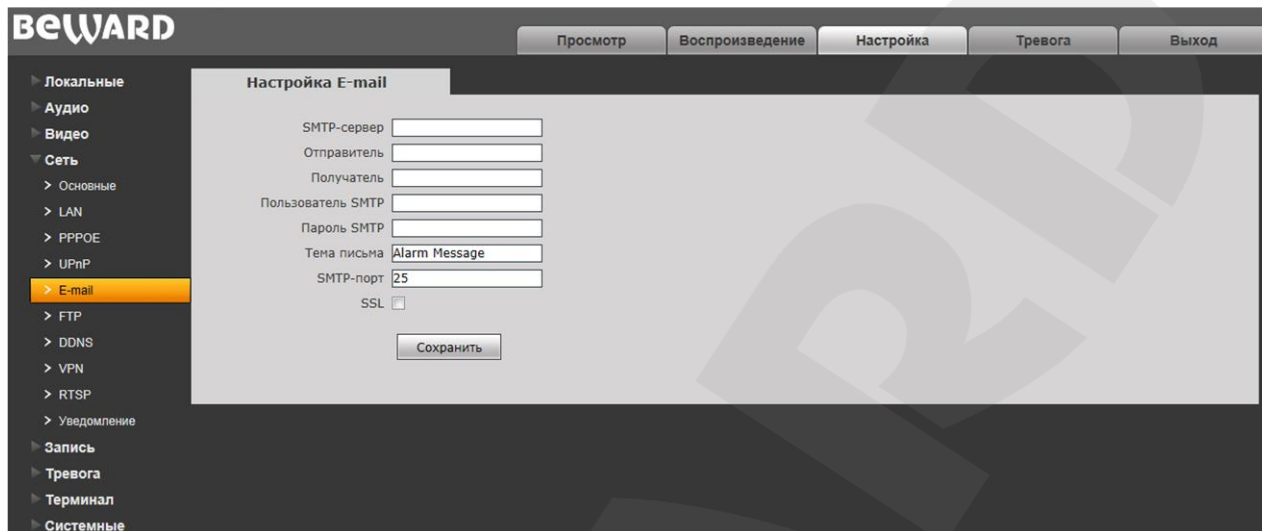 BEWARD
Просмотр
Воспроизведение
Настройка
Тревога
Выход
Локальные
Аудио
Видео
Сеть
> Основные
> LAN
> PPPOE
> UPnP
> E-mail
> FTP
> DDNS
> VPN
> RTSP
> Уведомление
Запись
Тревога
Терминал
Системные
Настройка E-mail
SMTP-сервер
Отправитель
Получатель
Пользователь SMTP
Пароль SMTP
Тема письма Alarm Message
SMTP-порт 25
SSL
Сохранить